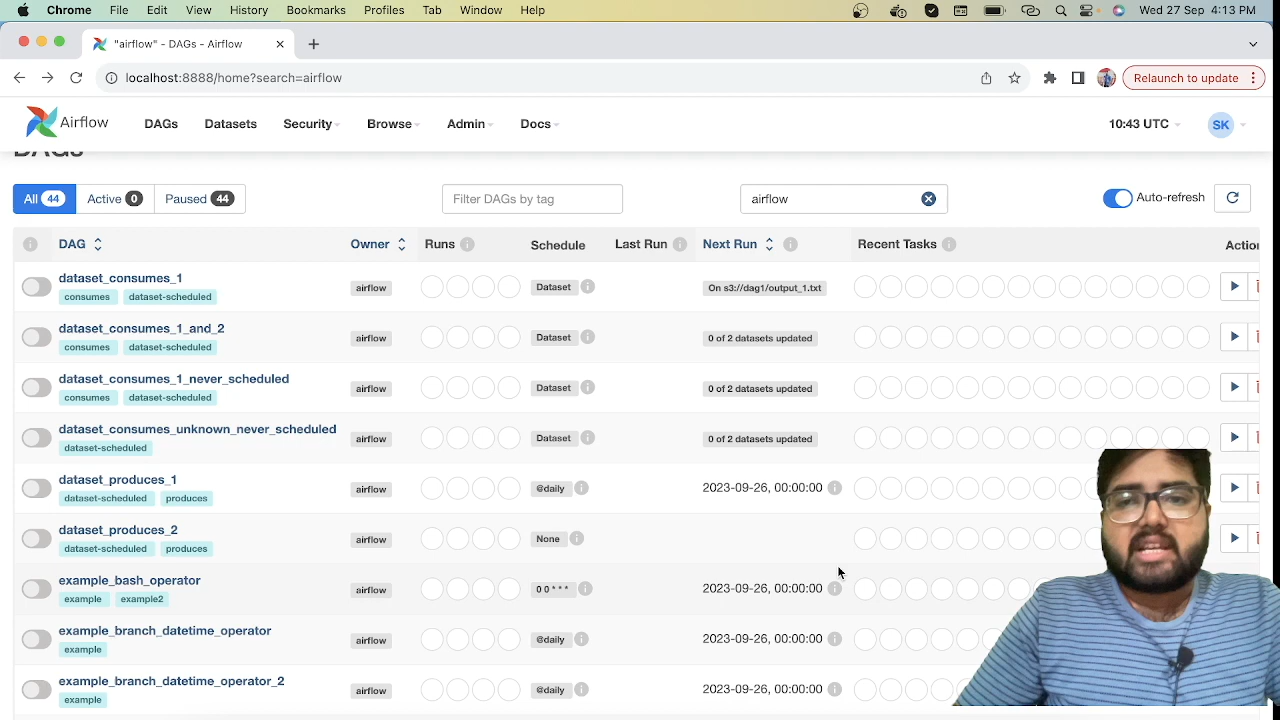 Chrome File Edit View History Bookmarks Profiles Tab Window Help Wed 27 Sep 4:13 PM
"airflow" - DAGs - Airflow
localhost:8888/home?search=airflow Relaunch to update
Airflow DAGs Datasets Security Browse Admin Docs 10:43 UTC SK
DAGs
All 44 Active 0 Paused 44 Filter DAGs by tag airflow Auto-refresh
DAG Owner Runs Schedule Last Run Next Run Recent Tasks Action
dataset_consumes_1 airflow Dataset On s3://dag1/output_1.txt
consumes dataset-scheduled
dataset_consumes_1_and_2 airflow Dataset 0 of 2 datasets updated
consumes dataset-scheduled
dataset_consumes_1_never_scheduled airflow Dataset 0 of 2 datasets updated
consumes dataset-scheduled
dataset_consumes_unknown_never_scheduled airflow Dataset 0 of 2 datasets updated
dataset-scheduled
dataset_produces_1 airflow @daily 2023-09-26, 00:00:00
dataset-scheduled produces
dataset_produces_2 airflow None
dataset-scheduled produces
example_bash_operator airflow 0 0 * * * 2023-09-26, 00:00:00
example example2
example_branch_datetime_operator airflow @daily 2023-09-26, 00:00:00
example
example_branch_datetime_operator_2 airflow @daily 2023-09-26, 00:00:00
example